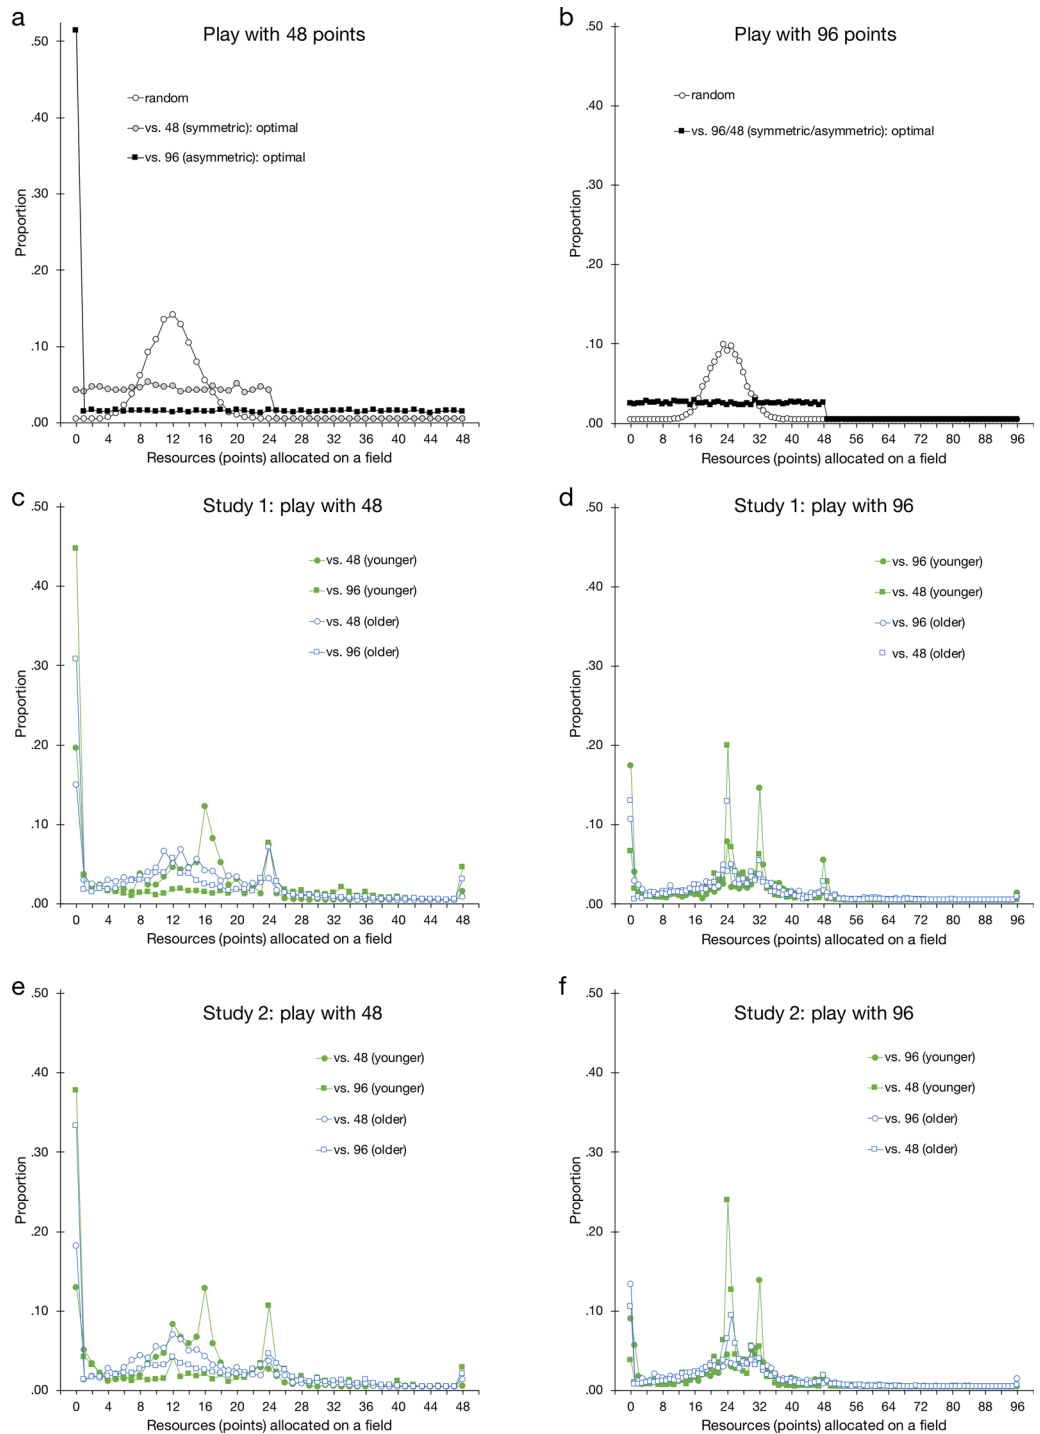 a
Play with 48 points
.50
.40
.30
.20
.10
.00
Proportion
random
vs. 48 (symmetric): optimal
vs. 96 (asymmetric): optimal
0 4 8 12 16 20 24 28 32 36 40 44 48
Resources (points) allocated on a field
b
Play with 96 points
.50
.40
.30
.20
.10
.00
Proportion
random
vs. 96/48 (symmetric/asymmetric): optimal
0 8 16 24 32 40 48 56 64 72 80 88 96
Resources (points) allocated on a field
c
Study 1: play with 48
.50
.40
.30
.20
.10
.00
Proportion
vs. 48 (younger)
vs. 96 (younger)
vs. 48 (older)
vs. 96 (older)
0 4 8 12 16 20 24 28 32 36 40 44 48
Resources (points) allocated on a field
d
Study 1: play with 96
.50
.40
.30
.20
.10
.00
Proportion
vs. 96 (younger)
vs. 48 (younger)
vs. 96 (older)
vs. 48 (older)
0 8 16 24 32 40 48 56 64 72 80 88 96
Resources (points) allocated on a field
e
Study 2: play with 48
.50
.40
.30
.20
.10
.00
Proportion
vs. 48 (younger)
vs. 96 (younger)
vs. 48 (older)
vs. 96 (older)
0 4 8 12 16 20 24 28 32 36 40 44 48
Resources (points) allocated on a field
f
Study 2: play with 96
.50
.40
.30
.20
.10
.00
Proportion
vs. 96 (younger)
vs. 48 (younger)
vs. 96 (older)
vs. 48 (older)
0 8 16 24 32 40 48 56 64 72 80 88 96
Resources (points) allocated on a field